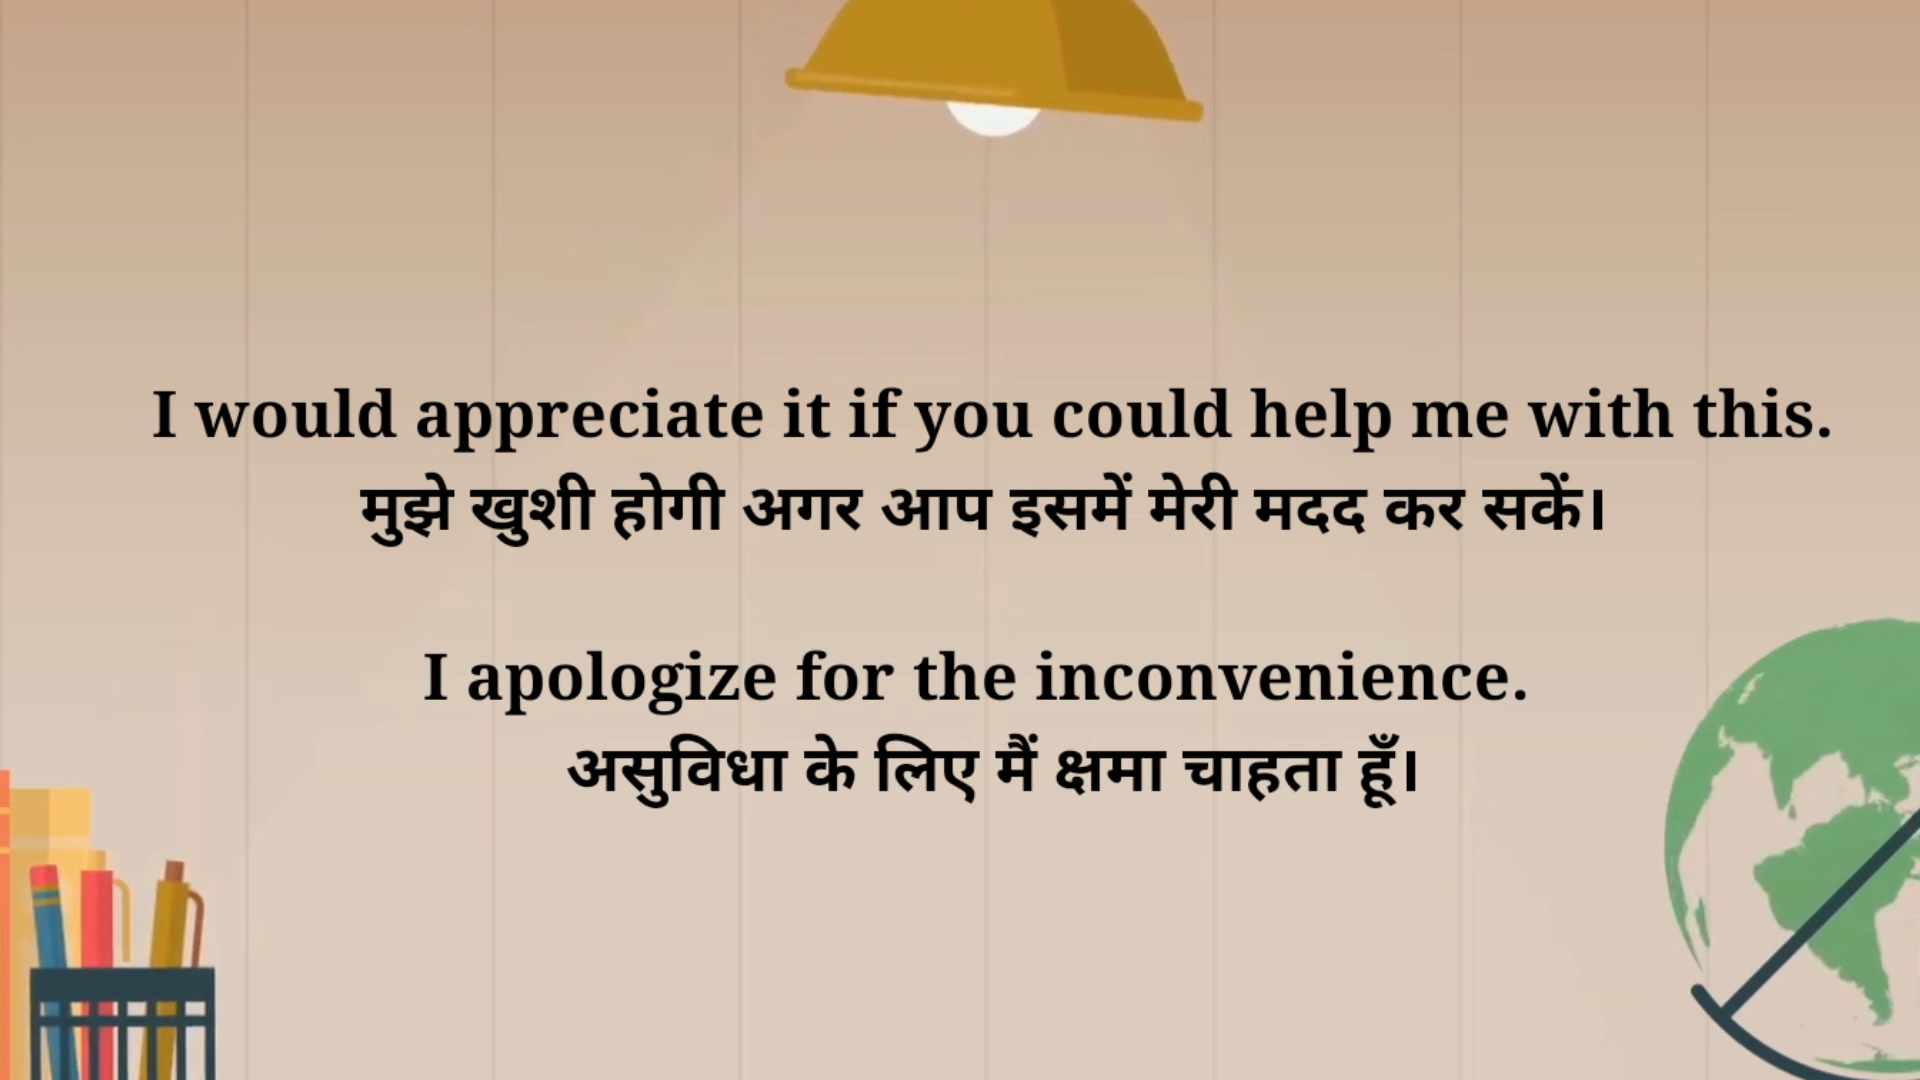 I would appreciate it if you could help me with this.
मुझे खुशी होगी अगर आप इसमें मेरी मदद कर सकें।
I apologize for the inconvenience.
असुविधा के लिए मैं क्षमा चाहता हूँ।